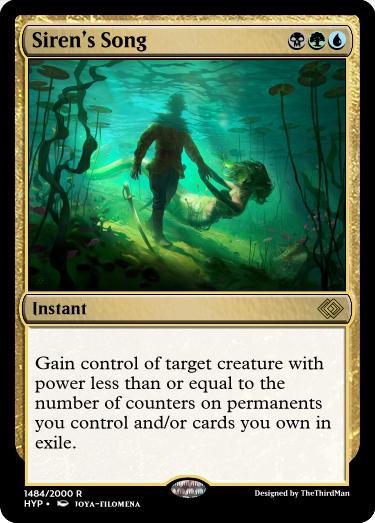 Siren's Song
Instant
Gain control of target creature with
power less than or equal to the
number of counters on permanents
you control and/or cards you own in
exile.
1484/2000 R
HYP • JOYA-FILOMENA
Designed by TheThirdMan